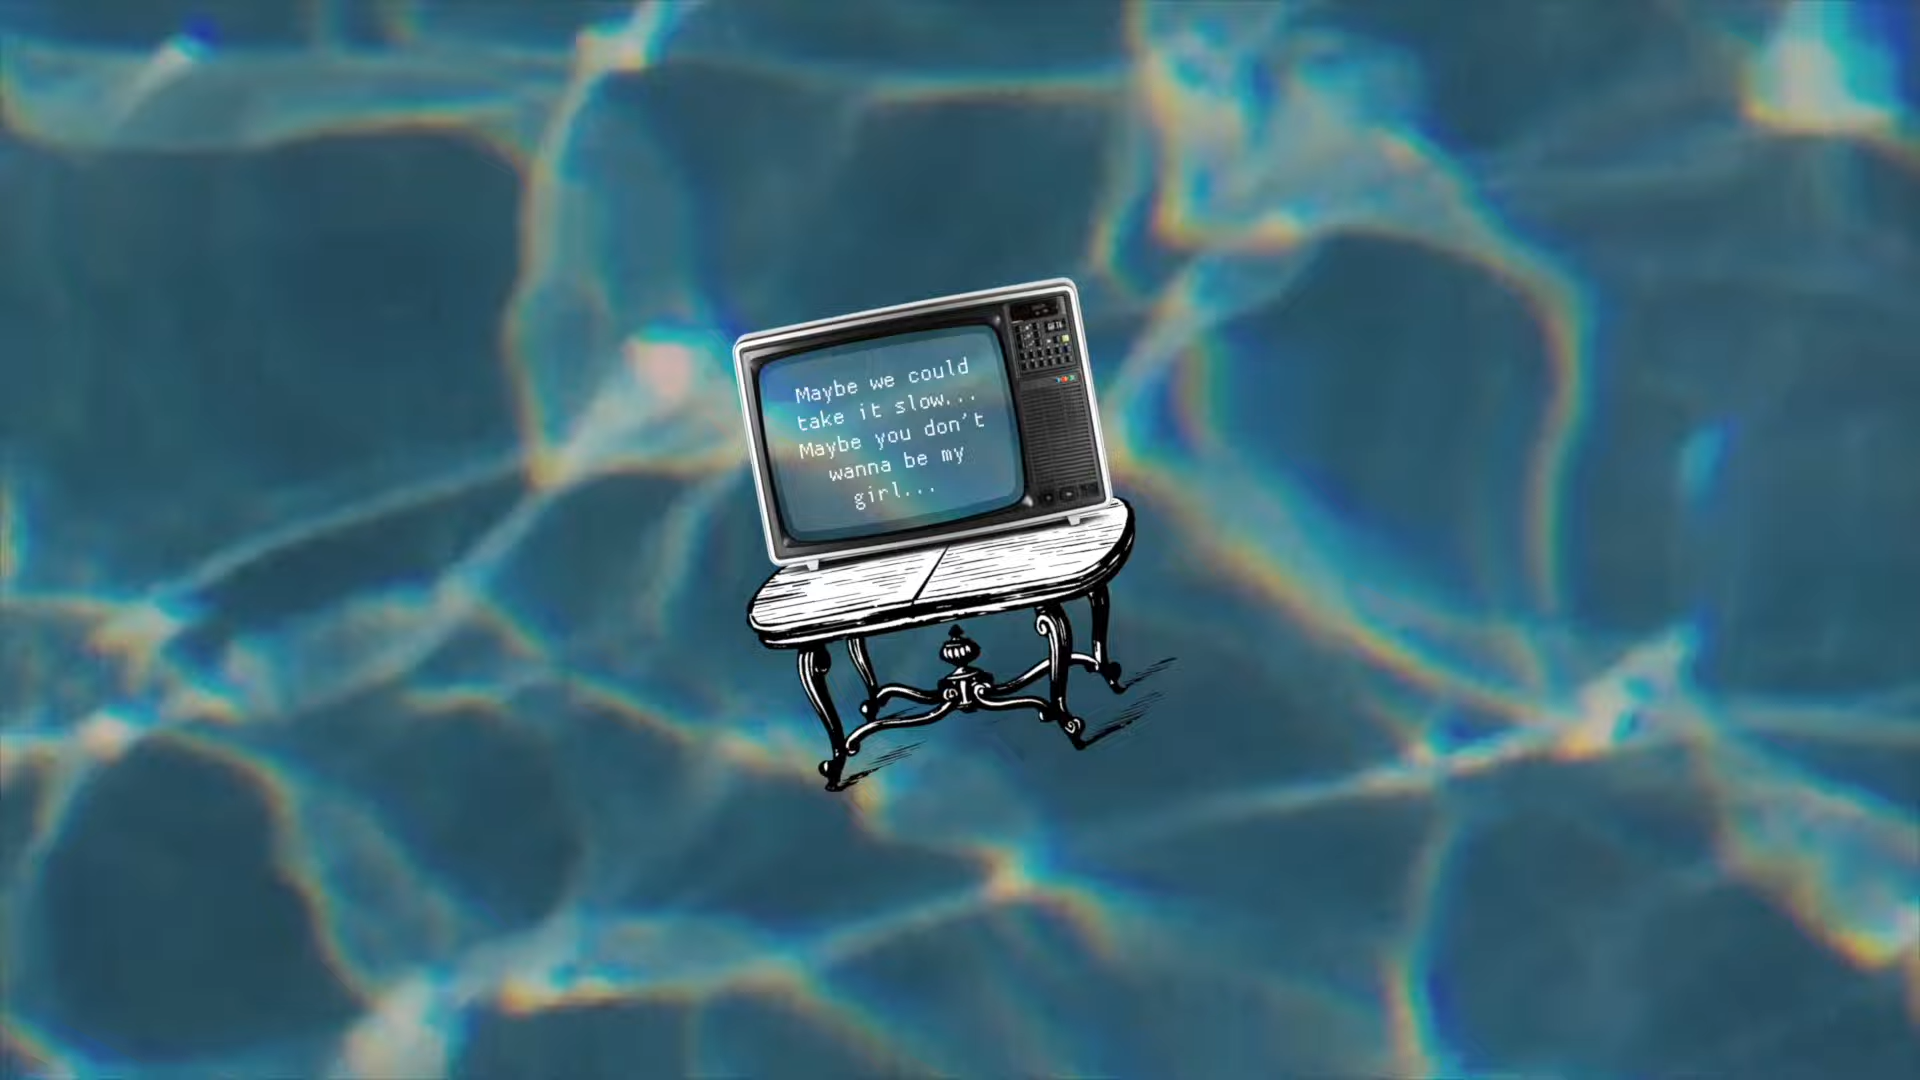 Maybe we could
take it slow...
Maybe you don't
wanna be my
girl...